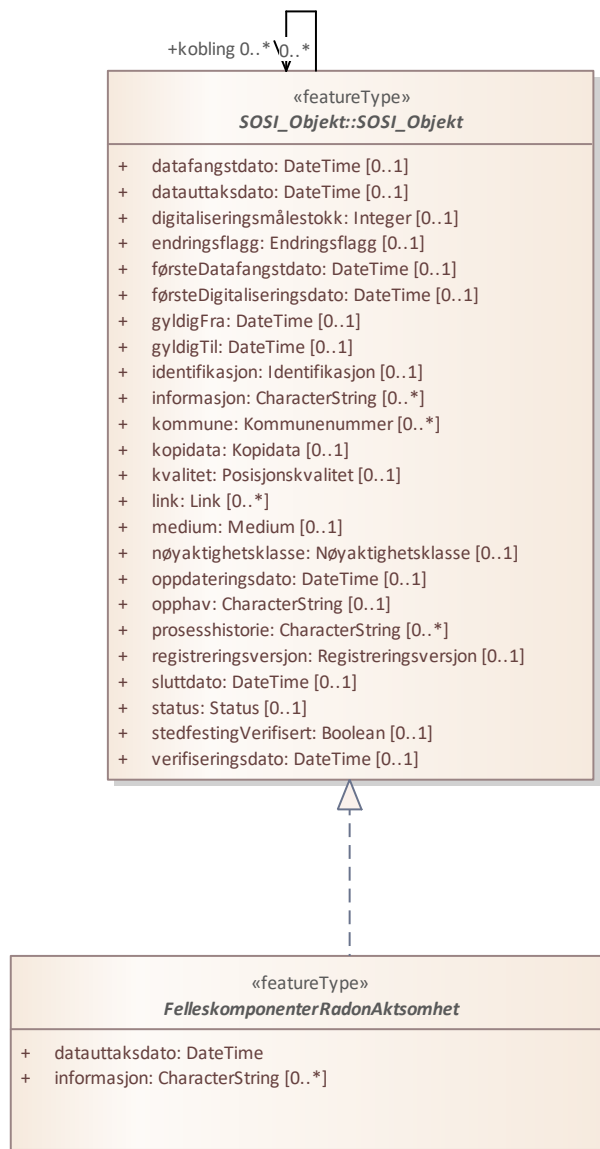 +kobling 0..* 0..*
«featureType»
SOSI_Objekt::SOSI_Objekt
+ datafangstdato: DateTime [0..1]
+ datauttaksdato: DateTime [0..1]
+ digitaliseringsmålestokk: Integer [0..1]
+ endringsflagg: Endringsflagg [0..1]
+ førsteDatafangstdato: DateTime [0..1]
+ førsteDigitaliseringsdato: DateTime [0..1]
+ gyldigFra: DateTime [0..1]
+ gyldigTil: DateTime [0..1]
+ identifikasjon: Identifikasjon [0..1]
+ informasjon: CharacterString [0..*]
+ kommune: Kommunenummer [0..*]
+ kopidata: Kopidata [0..1]
+ kvalitet: Posisjonskvalitet [0..1]
+ link: Link [0..*]
+ medium: Medium [0..1]
+ nøyaktighetsklasse: Nøyaktighetsklasse [0..1]
+ oppdateringsdato: DateTime [0..1]
+ opphav: CharacterString [0..1]
+ prosesshistorie: CharacterString [0..*]
+ registreringsversjon: Registreringsversjon [0..1]
+ sluttdato: DateTime [0..1]
+ status: Status [0..1]
+ stedfestingVerifisert: Boolean [0..1]
+ verifiseringsdato: DateTime [0..1]
«featureType»
FelleskomponenterRadonAktsomhet
+ datauttaksdato: DateTime
+ informasjon: CharacterString [0..*]